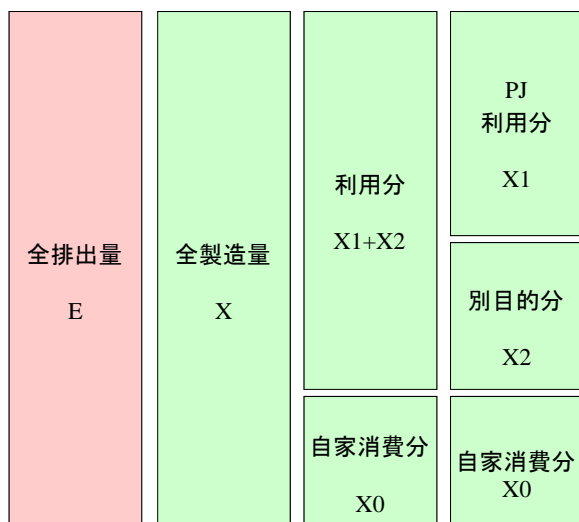 全排出量
E
全製造量
X
利用分
X1+X2
自家消費分
X0
PJ
利用分
X1
別目的分
X2
自家消費分
X0